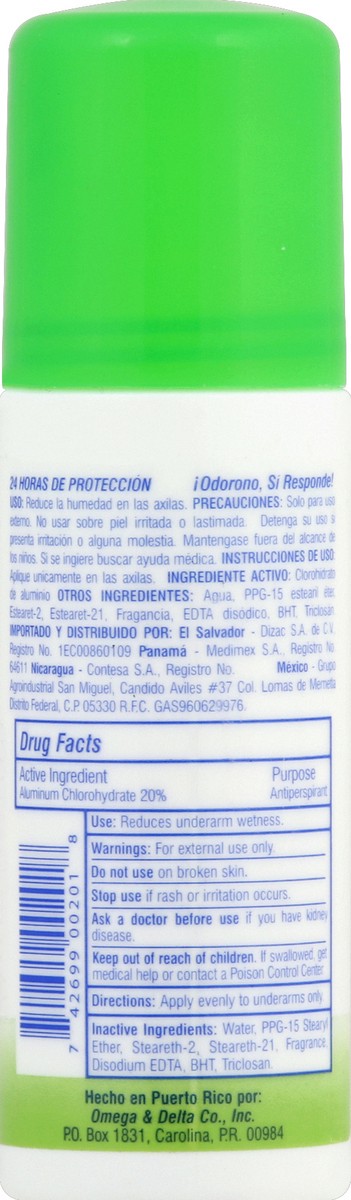 24 HORAS DE PROTECCIÓN ¡Odorono, Si Responde!
USO: Reduce la humedad en las axilas. PRECAUCIONES: Solo para uso
externo. No usar sobre piel irritada o lastimada. Detenga su uso si
presenta irritación o alguna molestia. Mantengase fuera del alcance de
los niños. Si se ingiere buscar ayuda médica. INSTRUCCIONES DE USO:
Aplique unicamente en las axilas. INGREDIENTE ACTIVO: Clorohidrato
de aluminio OTROS INGREDIENTES: Agua, PPG-15 estearil éter,
Estearet-2, Estearet-21, Fragancia, EDTA disódico, BHT, Triclosan.
IMPORTADO Y DISTRIBUIDO POR: El Salvador - Dizac S.A. de C.V.
Registro No. 1EC00860109 Panamá - Medimex S.A., Registro No.
64611 Nicaragua - Contesa S.A., Registro No. México - Grupo
Agroindustrial San Miguel, Candido Aviles #37 Col. Lomas de Memetla
Distrito Federal, C.P. 05330 R.F.C. GAS960629976.
Drug Facts
Active Ingredient Purpose
Aluminum Chlorohydrate 20% Antiperspirant
Use: Reduces underarm wetness.
Warnings: For external use only.
Do not use on broken skin.
Stop use if rash or irritation occurs.
Ask a doctor before use if you have kidney
disease.
Keep out of reach of children. If swallowed, get
medical help or contact a Poison Control Center.
Directions: Apply evenly to underarms only.
Inactive Ingredients: Water, PPG-15 Stearyl
Ether, Steareth-2, Steareth-21, Fragrance,
Disodium EDTA, BHT, Triclosan.
7 42699 00201 8
Hecho en Puerto Rico por:
Omega & Delta Co., Inc.
P.O. Box 1831, Carolina, P.R. 00984